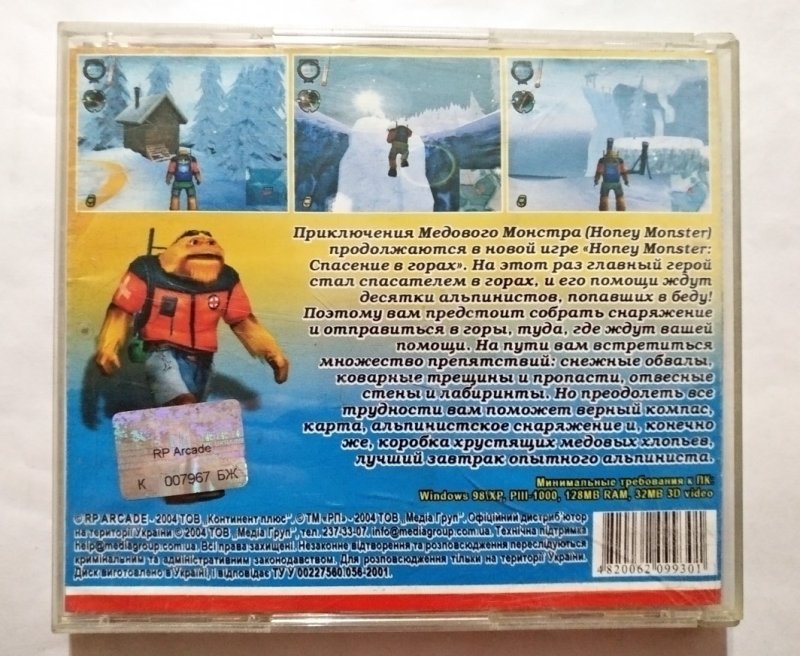 Приключения Медового Монстра (Honey Monster)
продолжаются в новой игре «Honey Monster:
Спасение в горах». На этот раз главный герой
стал спасателем в горах, и его помощи ждут
десятки альпинистов, попавших в беду!
Поэтому вам предстоит собрать снаряжение
и отправиться в горы, туда, где ждут вашей
помощи. На пути вам встретиться
множество препятствий: снежные обвалы,
коварные трещины и пропасти, отвесные
стены и лабиринты. Но преодолеть все
трудности вам поможет верный компас,
карта, альпинистское снаряжение и, конечно
же, коробка хрустящих медовых хлопьев,
лучший завтрак опытного альпиниста.
RP Arcade
К 007967 БЖ
Минимальные требования к ПК:
Windows 98\XP, PIII-1000, 128MB RAM, 32MB 3D video
© RP ARCADE - 2004 ТОВ „Континент плюс". © ТМ «РП» - 2004 ТОВ „Медіа Груп". Офіційний дистриб'ютор
на території України © 2004 ТОВ „Медіа Груп", тел. 237-33-07, info@mediagroup.com.ua. Технічна підтримка
help@mediagroup.com.ua. Всі права захищені. Незаконне відтворення та розповсюдження переслідуються
кримінальним та адміністративним законодавством. Для розповсюдження тільки на території України.
Диск виготовлено в Україні, і відповідає ТУ У 00227560 056-2001.
4820062 099301